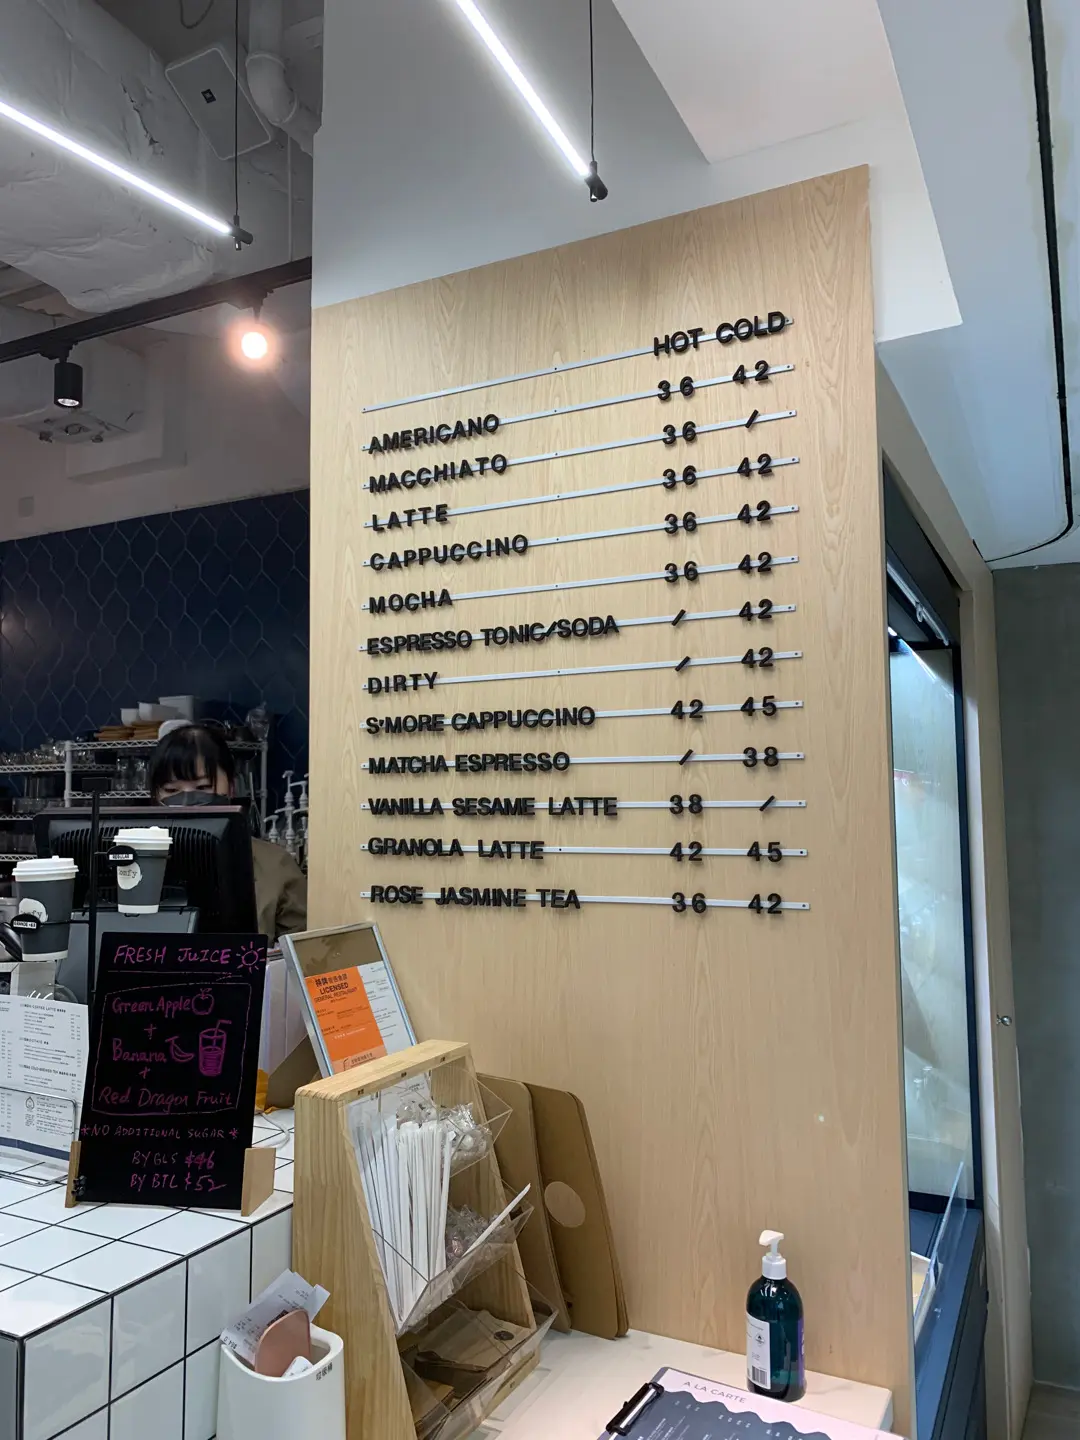 HOT COLD
AMERICANO 36 42
MACCHIATO 36 /
LATTE 36 42
CAPPUCCINO 36 42
MOCHA 36 42
ESPRESSO TONIC/SODA / 42
DIRTY / 42
S'MORE CAPPUCCINO 42 45
MATCHA ESPRESSO / 38
VANILLA SESAME LATTE 38 /
GRANOLA LATTE 42 45
ROSE JASMINE TEA 36 42
REGULAR
FRESH JUICE
Green Apple
+
Banana
+
Red Dragon Fruit
*NO ADDITIONAL SUGAR*
BY GLS $46
BY BTL $52
LICENSED
GENERAL RESTAURANT
A LA CARTE